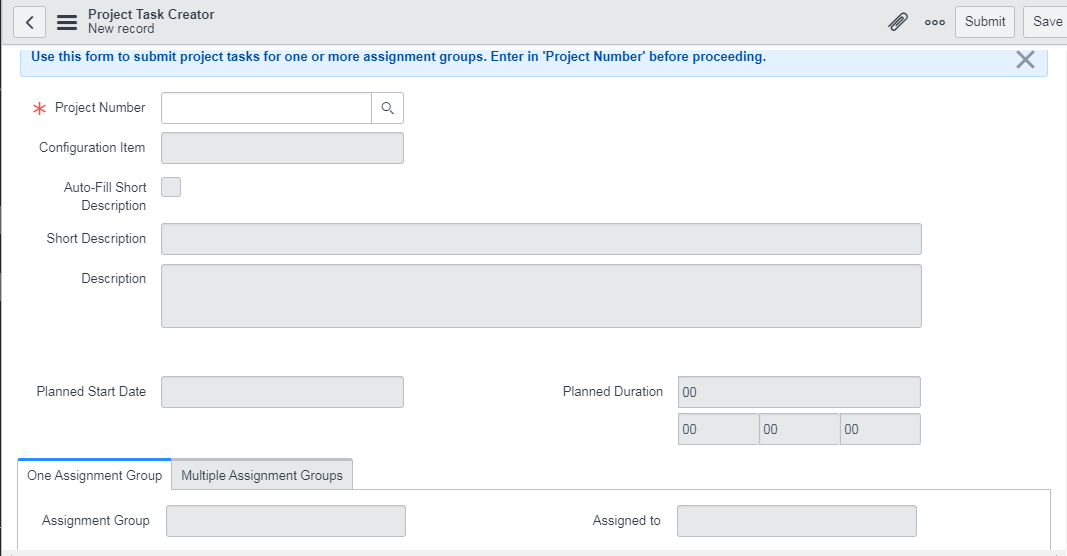 Project Task Creator
New record
Submit
Save
Use this form to submit project tasks for one or more assignment groups. Enter in 'Project Number' before proceeding.
Project Number
Configuration Item
Auto-Fill Short
Description
Short Description
Description
Planned Start Date
Planned Duration
00
00 00 00
One Assignment Group
Multiple Assignment Groups
Assignment Group
Assigned to